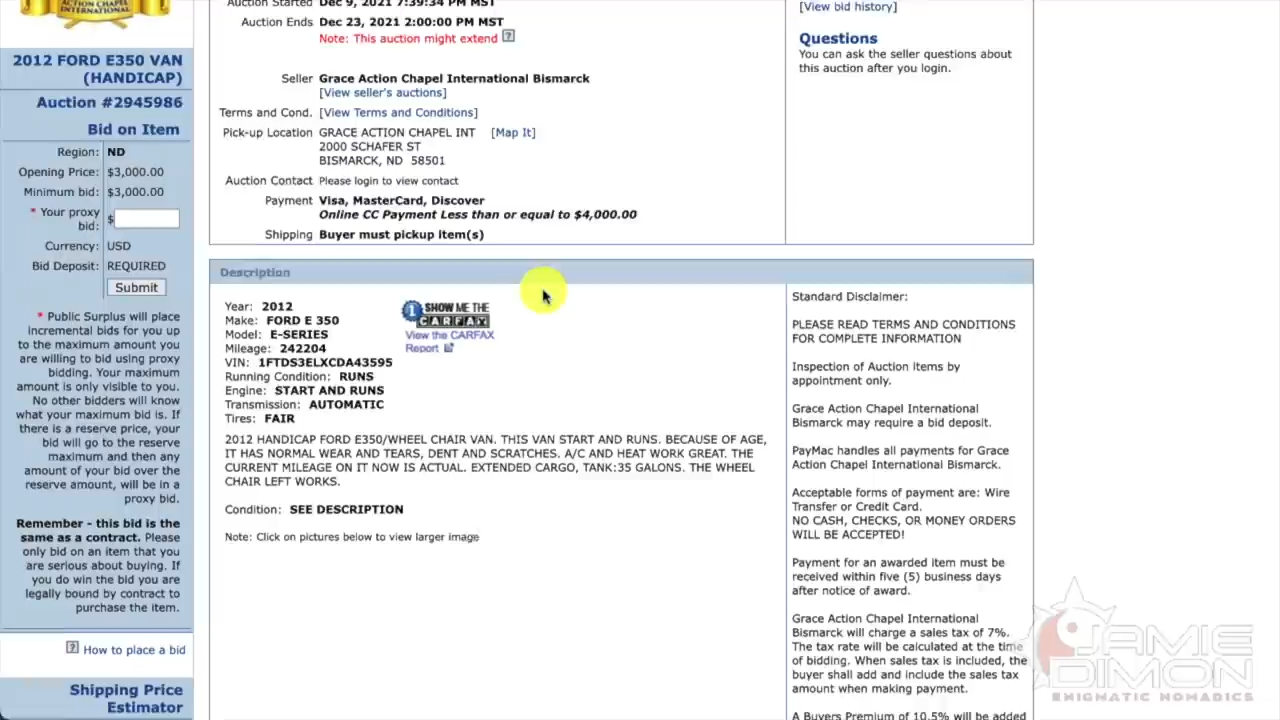 ACTION CHAPEL
INTERNATIONAL
2012 FORD E350 VAN
(HANDICAP)
Auction #2945986
Bid on Item
Region: ND
Opening Price: $3,000.00
Minimum bid: $3,000.00
* Your proxy
bid: $
Currency: USD
Bid Deposit: REQUIRED
Submit
* Public Surplus will place
incremental bids for you up
to the maximum amount you
are willing to bid using proxy
bidding. Your maximum
amount is only visible to you.
No other bidders will know
what your maximum bid is. If
there is a reserve price, your
bid will go to the reserve
maximum and then any
amount of your bid over the
reserve amount, will be in a
proxy bid.
Remember - this bid is the
same as a contract. Please
only bid on an item that you
are serious about buying. If
you do win the bid you are
legally bound by contract to
purchase the item.
? How to place a bid
Shipping Price
Estimator
Auction Started Dec 9, 2021 7:39:34 PM MST
Auction Ends Dec 23, 2021 2:00:00 PM MST
Note: This auction might extend ?
Seller Grace Action Chapel International Bismarck
[View seller's auctions]
Terms and Cond. [View Terms and Conditions]
Pick-up Location GRACE ACTION CHAPEL INT [Map It]
2000 SCHAFER ST
BISMARCK, ND 58501
Auction Contact Please login to view contact
Payment Visa, MasterCard, Discover
Online CC Payment Less than or equal to $4,000.00
Shipping Buyer must pickup item(s)
[View bid history]
Questions
You can ask the seller questions about
this auction after you login.
Description
Year: 2012
Make: FORD E 350
Model: E-SERIES
Mileage: 242204
VIN: 1FTDS3ELXCDA43595
Running Condition: RUNS
Engine: START AND RUNS
Transmission: AUTOMATIC
Tires: FAIR
1 SHOW ME THE
CARFAX
View the CARFAX
Report
2012 HANDICAP FORD E350/WHEEL CHAIR VAN. THIS VAN START AND RUNS. BECAUSE OF AGE,
IT HAS NORMAL WEAR AND TEARS, DENT AND SCRATCHES. A/C AND HEAT WORK GREAT. THE
CURRENT MILEAGE ON IT NOW IS ACTUAL. EXTENDED CARGO, TANK:35 GALONS. THE WHEEL
CHAIR LEFT WORKS.
Condition: SEE DESCRIPTION
Note: Click on pictures below to view larger image
Standard Disclaimer:
PLEASE READ TERMS AND CONDITIONS
FOR COMPLETE INFORMATION
Inspection of Auction items by
appointment only.
Grace Action Chapel International
Bismarck may require a bid deposit.
PayMac handles all payments for Grace
Action Chapel International Bismarck.
Acceptable forms of payment are: Wire
Transfer or Credit Card.
NO CASH, CHECKS, OR MONEY ORDERS
WILL BE ACCEPTED!
Payment for an awarded item must be
received within five (5) business days
after notice of award.
Grace Action Chapel International
Bismarck will charge a sales tax of 7%.
The tax rate will be calculated at the time
of bidding. When sales tax is included, the
buyer shall add and include the sales tax
amount when making payment.
A Buyers Premium of 10.5% will be added
JAMIE
DIMON
ENIGMATIC NOMADICS